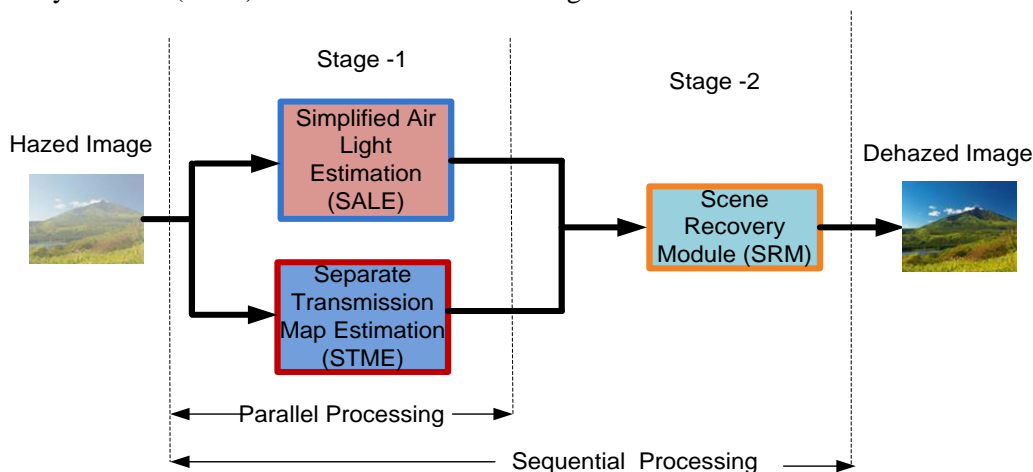 Stage -1
Stage -2
Hazed Image
Simplified Air
Light
Estimation
(SALE)
Dehazed Image
Scene
Recovery
Module (SRM)
Separate
Transmission
Map Estimation
(STME)
Parallel Processing
Sequential Processing